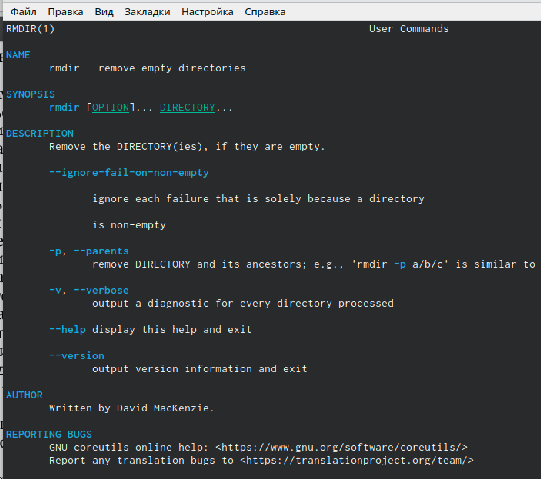 Файл Правка Вид Закладки Настройка Справка
RMDIR(1) User Commands
NAME
rmdir - remove empty directories
SYNOPSIS
rmdir [OPTION]... DIRECTORY...
DESCRIPTION
Remove the DIRECTORY(ies), if they are empty.
--ignore-fail-on-non-empty
ignore each failure that is solely because a directory
is non-empty
-p, --parents
remove DIRECTORY and its ancestors; e.g., 'rmdir -p a/b/c' is similar to
-v, --verbose
output a diagnostic for every directory processed
--help display this help and exit
--version
output version information and exit
AUTHOR
Written by David MacKenzie.
REPORTING BUGS
GNU coreutils online help: <https://www.gnu.org/software/coreutils/>
Report any translation bugs to <https://translationproject.org/team/>